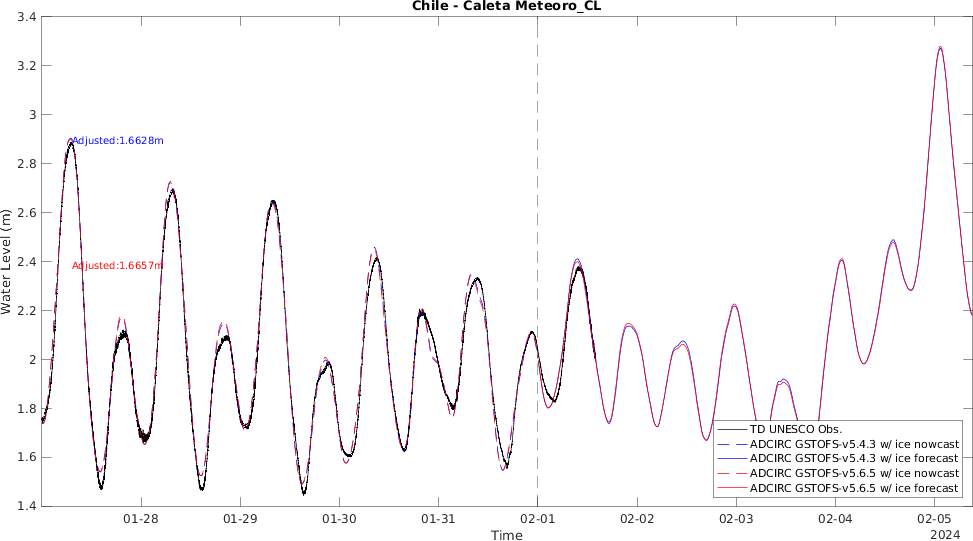 Chile - Caleta Meteoro_CL
3.4
3.2
3
2.8
2.6
2.4
2.2
2
1.8
1.6
1.4
Water Level (m)
Adjusted:1.6628m
Adjusted:1.6657m
TD UNESCO Obs.
ADCIRC GSTOFS-v5.4.3 w/ ice nowcast
ADCIRC GSTOFS-v5.4.3 w/ ice forecast
ADCIRC GSTOFS-v5.6.5 w/ ice nowcast
ADCIRC GSTOFS-v5.6.5 w/ ice forecast
01-28 01-29 01-30 01-31 02-01 02-02 02-03 02-04 02-05
Time
2024